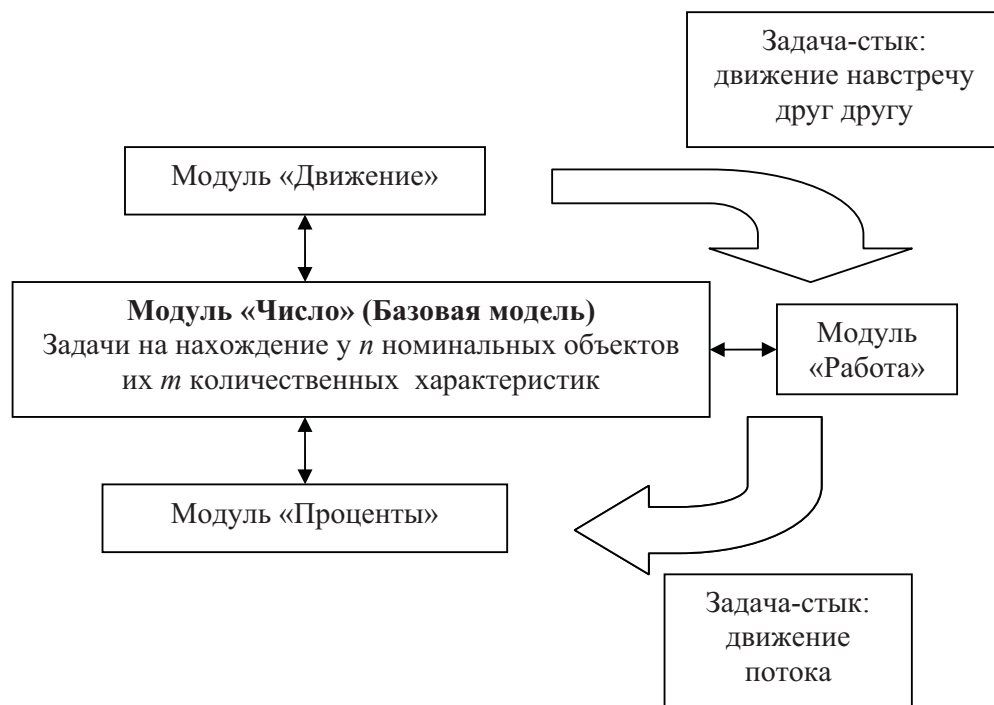 Задача-стык:
движение навстречу
друг другу
Модуль «Движение»
Модуль «Число» (Базовая модель)
Задачи на нахождение у n номинальных объектов
их m количественных характеристик
Модуль
«Работа»
Модуль «Проценты»
Задача-стык:
движение
потока